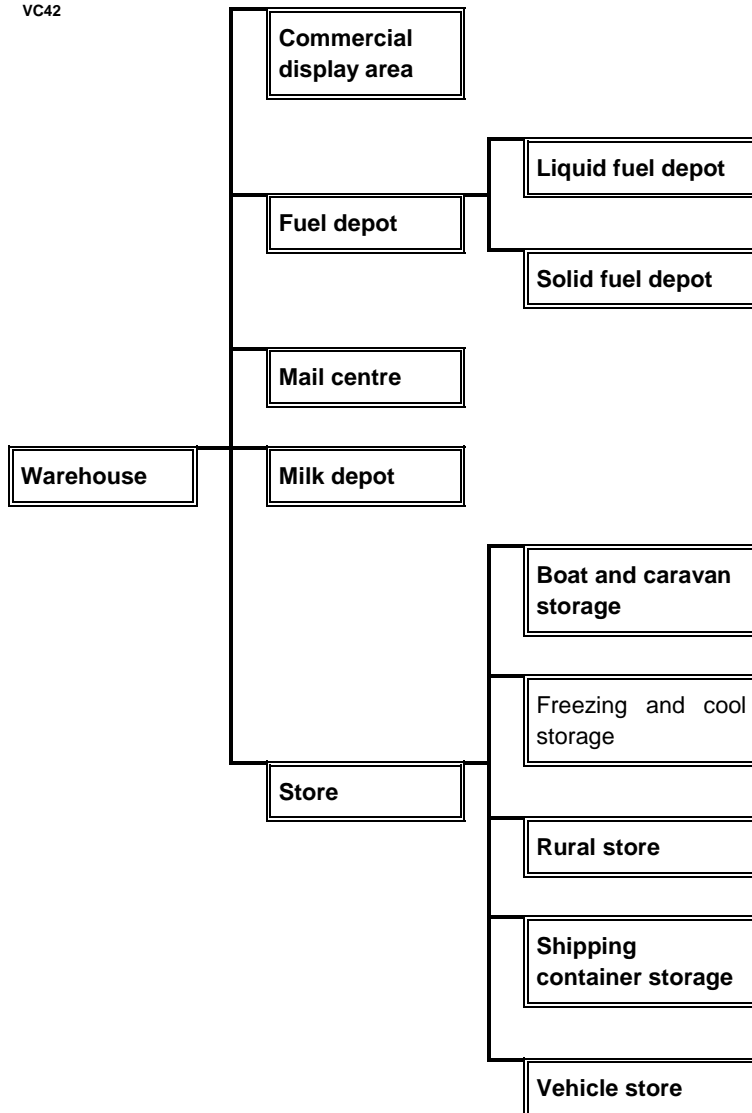 VC42
Commercial
display area
Liquid fuel depot
Fuel depot
Solid fuel depot
Mail centre
Warehouse
Milk depot
Boat and caravan
storage
Freezing and cool
storage
Store
Rural store
Shipping
container storage
Vehicle store